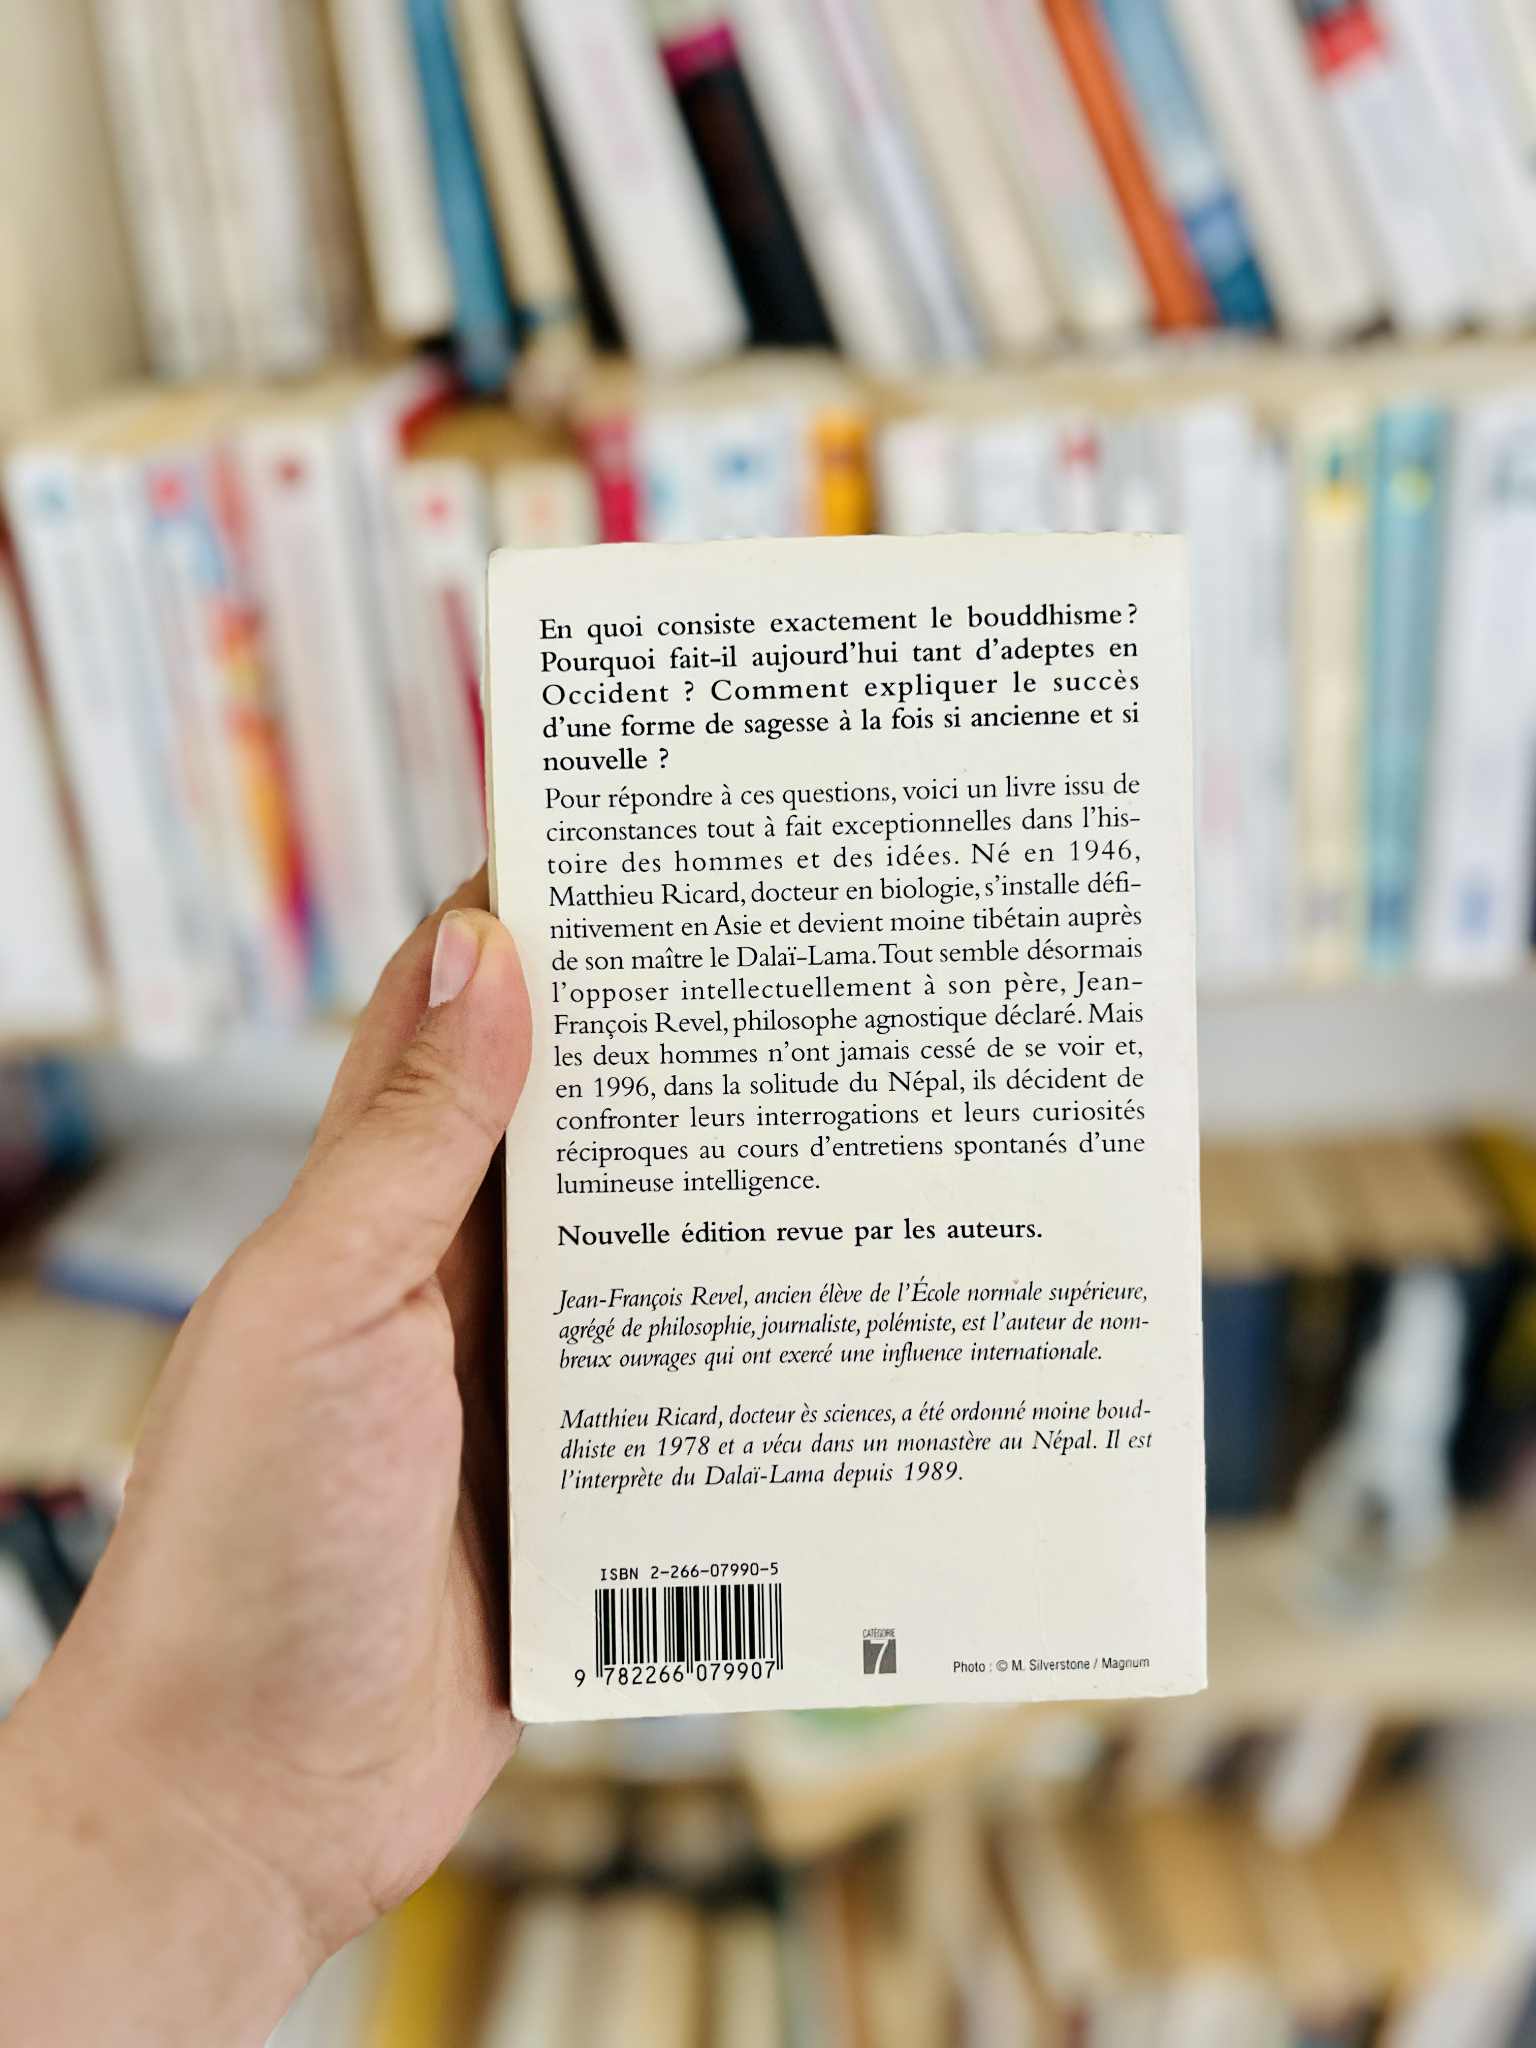 En quoi consiste exactement le bouddhisme ?
Pourquoi fait-il aujourd'hui tant d'adeptes en
Occident ? Comment expliquer le succès
d'une forme de sagesse à la fois si ancienne et si
nouvelle ?
Pour répondre à ces questions, voici un livre issu de
circonstances tout à fait exceptionnelles dans l'his-
toire des hommes et des idées. Né en 1946,
Matthieu Ricard, docteur en biologie, s'installe défi-
nitivement en Asie et devient moine tibétain auprès
de son maître le Dalaï-Lama. Tout semble désormais
l'opposer intellectuellement à son père, Jean-
François Revel, philosophe agnostique déclaré. Mais
les deux hommes n'ont jamais cessé de se voir et,
en 1996, dans la solitude du Népal, ils décident de
confronter leurs interrogations et leurs curiosités
réciproques au cours d'entretiens spontanés d'une
lumineuse intelligence.
Nouvelle édition revue par les auteurs.
Jean-François Revel, ancien élève de l'École normale supérieure,
agrégé de philosophie, journaliste, polémiste, est l'auteur de nom-
breux ouvrages qui ont exercé une influence internationale.
Matthieu Ricard, docteur ès sciences, a été ordonné moine boud-
dhiste en 1978 et a vécu dans un monastère au Népal. Il est
l'interprète du Dalaï-Lama depuis 1989.
ISBN 2-266-07990-5
9 782266 079907
CATÉGORIE
7
Photo : © M. Silverstone / Magnum